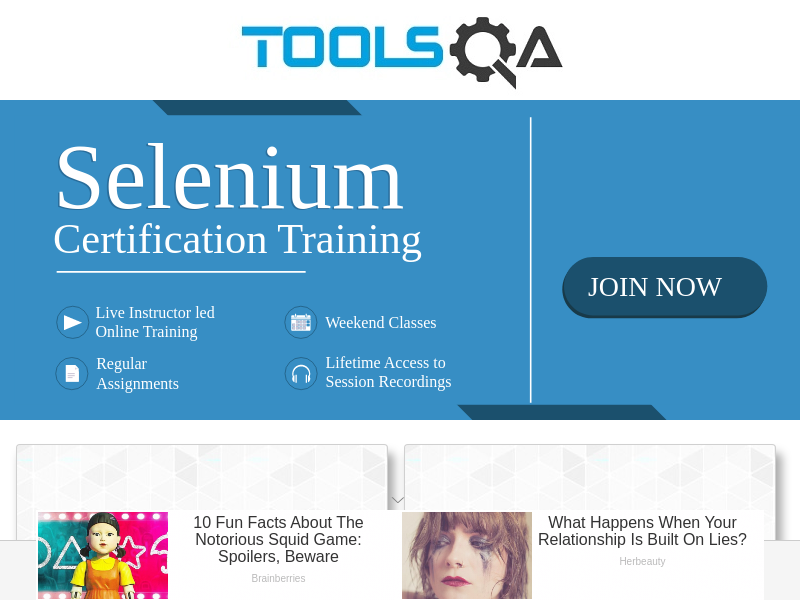 TOOLSQA
Selenium
Certification Training
JOIN NOW
Live Instructor led
Online Training
Weekend Classes
Regular
Assignments
Lifetime Access to
Session Recordings
10 Fun Facts About The
Notorious Squid Game:
Spoilers, Beware
Brainberries
What Happens When Your
Relationship Is Built On Lies?
Herbeauty